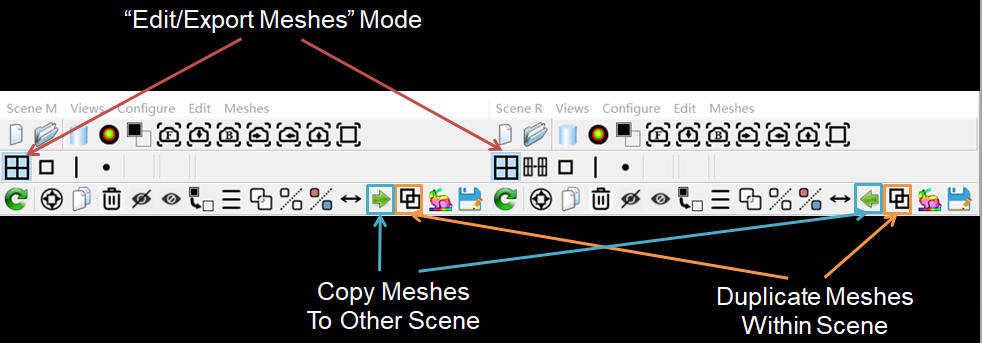 “Edit/Export Meshes” Mode
Scene M Views Configure Edit Meshes
Scene R Views Configure Edit Meshes
F B
F B
Copy Meshes
To Other Scene
Duplicate Meshes
Within Scene